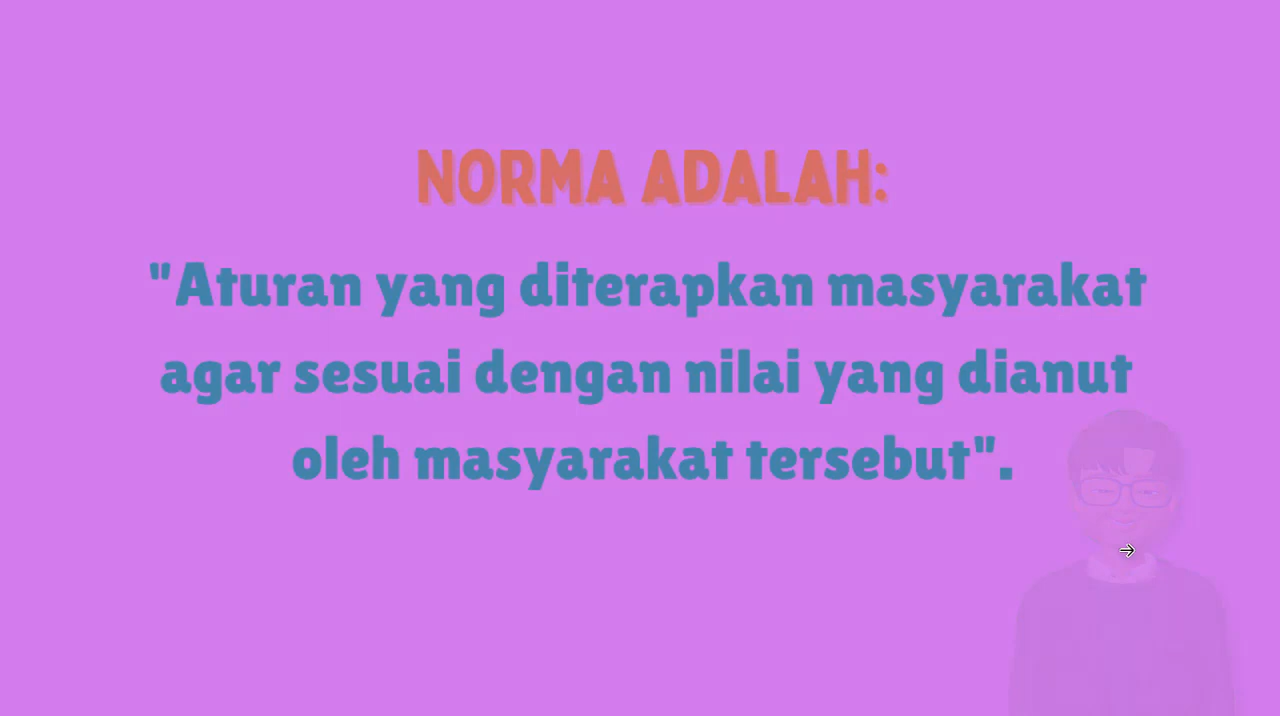 NORMA ADALAH:
"Aturan yang diterapkan masyarakat
agar sesuai dengan nilai yang dianut
oleh masyarakat tersebut".